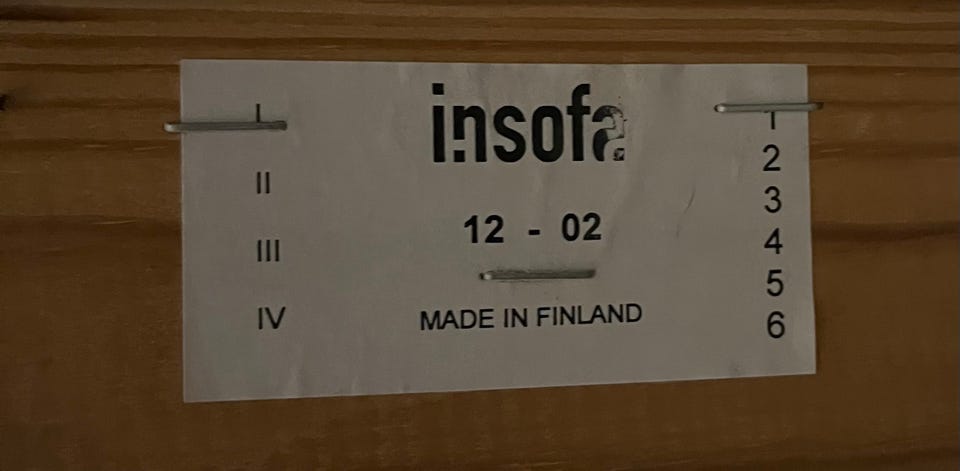 insofa
12 - 02
MADE IN FINLAND
I
II
III
IV
1
2
3
4
5
6